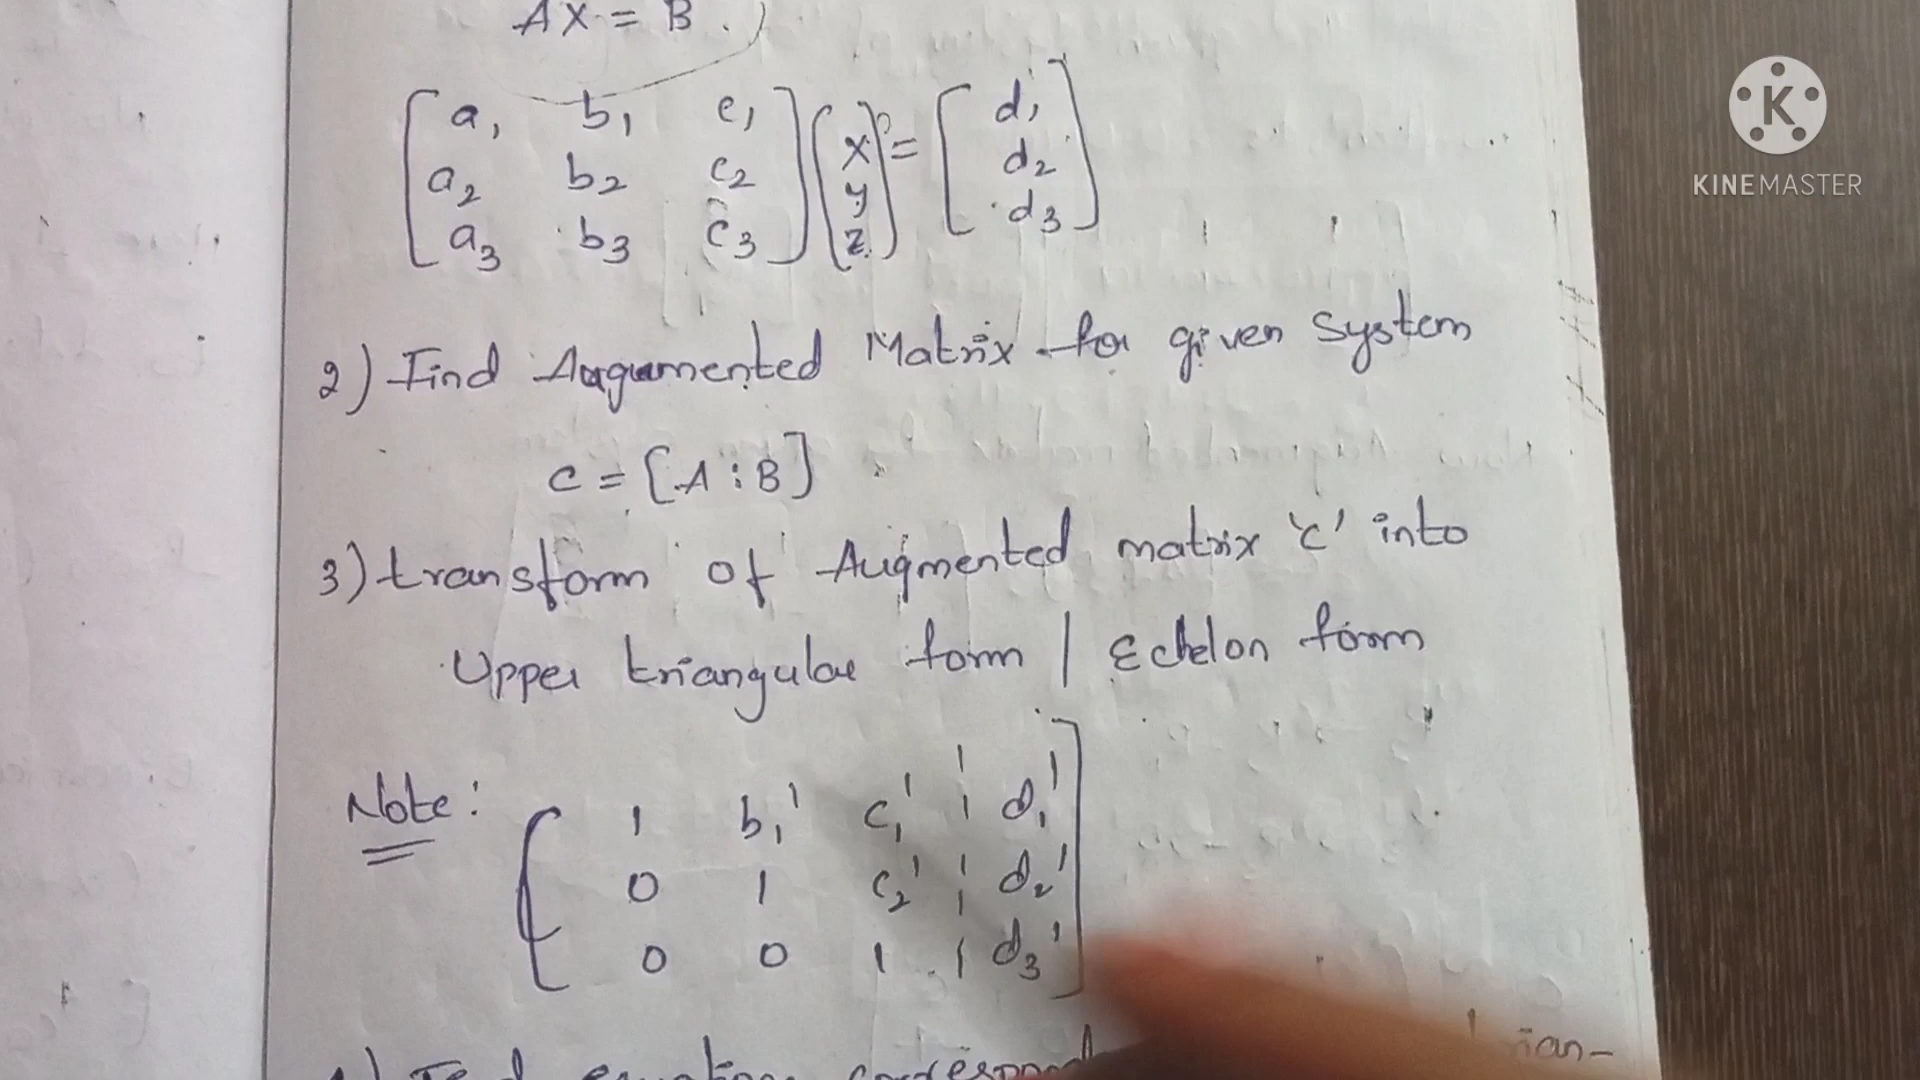 AX = B.
[ a1 b1 c1 ] [ x ] = [ d1 ]
[ a2 b2 c2 ] [ y ] [ d2 ]
[ a3 b3 c3 ] [ z ] [ d3 ]
2) Find Augumented Matrix for given system
C = [A : B]
3) transform of Augmented matrix 'C' into
Upper triangular form | Echelon form
Note:
[ 1 b1' c1' ¦ d1' ]
[ 0 1 c2' ¦ d2' ]
[ 0 0 1 ¦ d3' ]
KINEMASTER